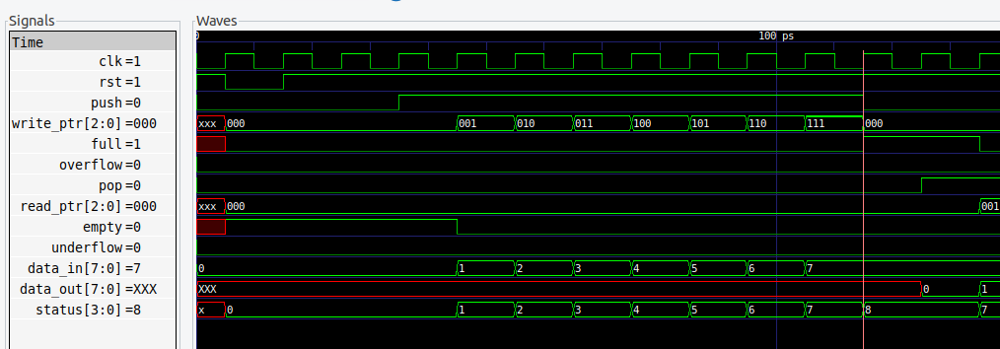 Signals
Waves
Time
0
100 ps
clk=1
rst=1
push=0
write_ptr[2:0]=000
xxx 000 001 010 011 100 101 110 111 000
full=1
overflow=0
pop=0
read_ptr[2:0]=000
xxx 000 001
empty=0
underflow=0
data_in[7:0]=7
0 1 2 3 4 5 6 7
data_out[7:0]=XXX
XXX 0 1
status[3:0]=8
x 0 1 2 3 4 5 6 7 8 7